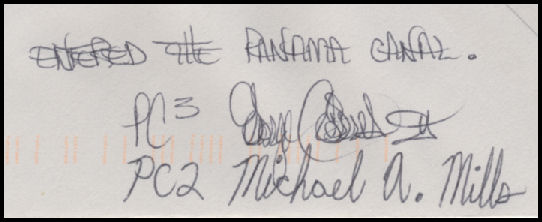 ENTERED THE PANAMA CANAL.
PC3
PC2 Michael A. Mills